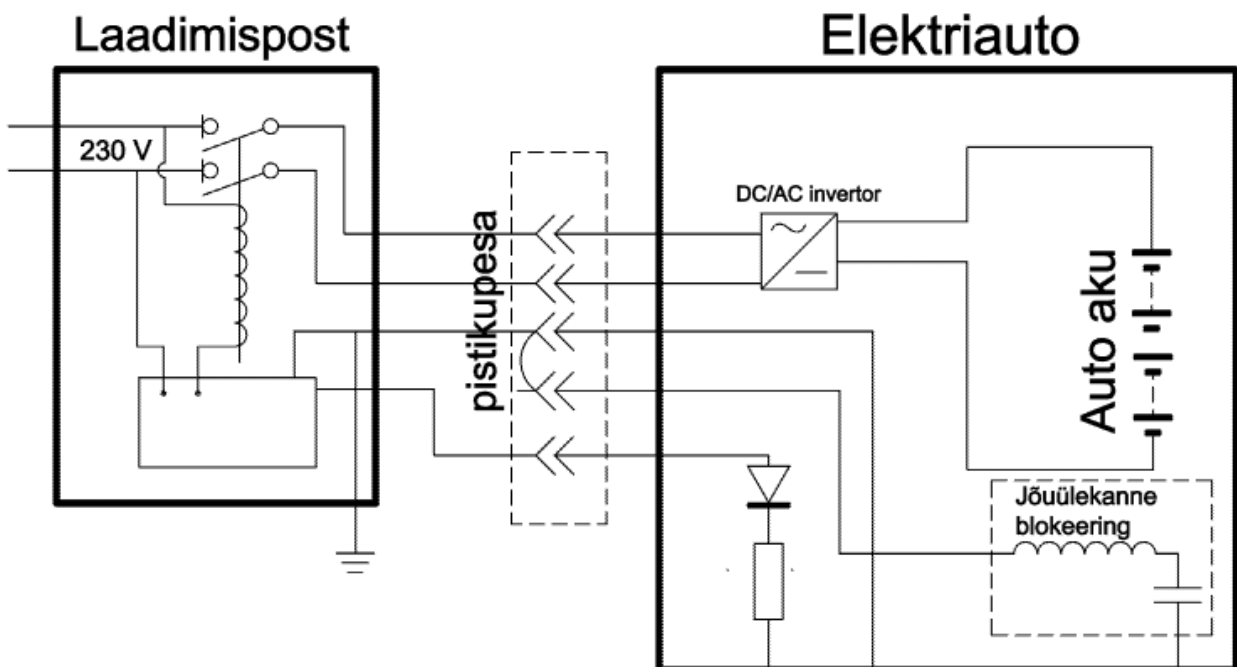 Laadimispost
Elektriauto
230 V
pistikupesa
DC/AC invertor
Auto aku
Jõuülekanne
blokeering